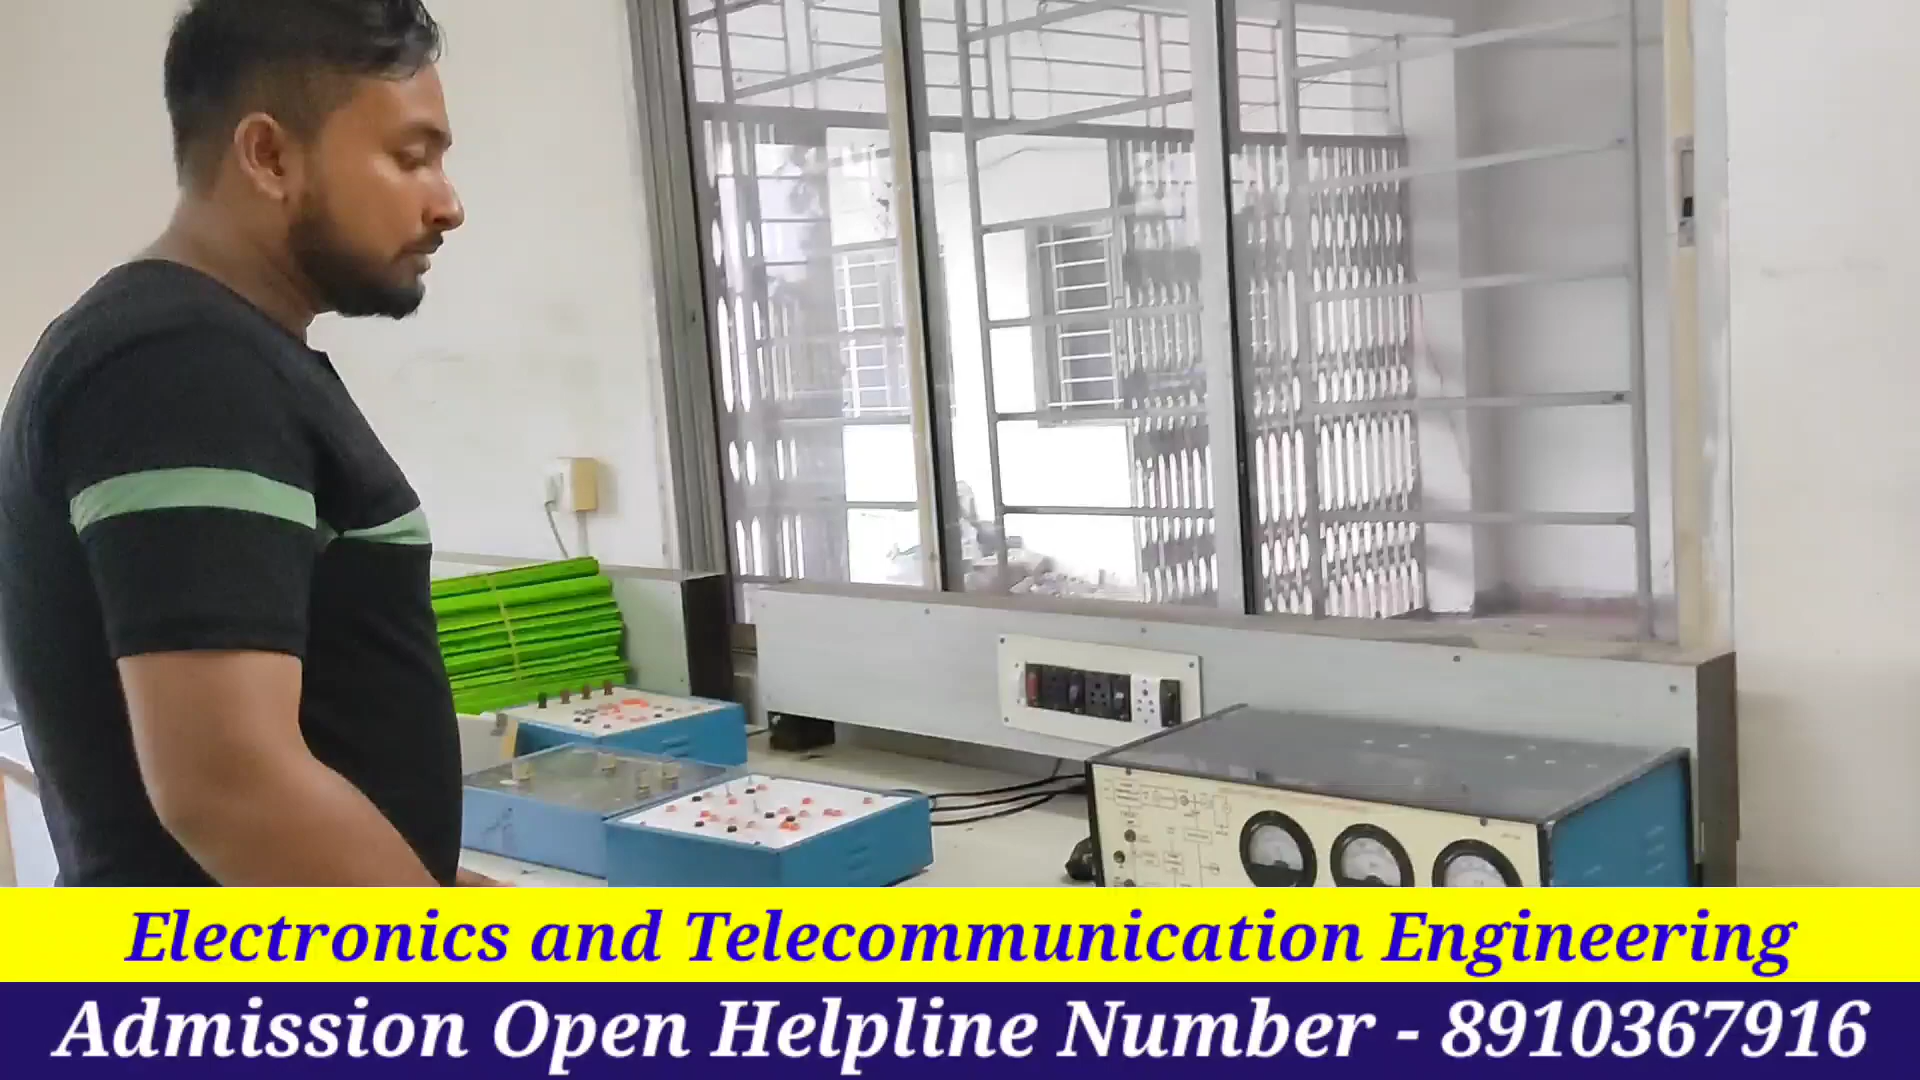 Electronics and Telecommunication Engineering
Admission Open Helpline Number - 8910367916